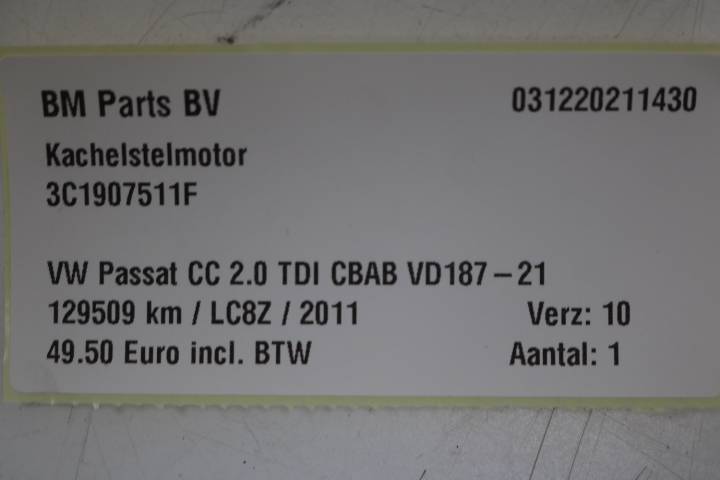 BM Parts BV 031220211430
Kachelstelmotor
3C1907511F
VW Passat CC 2.0 TDI CBAB VD187-21
129509 km / LC8Z / 2011 Verz: 10
49.50 Euro incl. BTW Aantal: 1